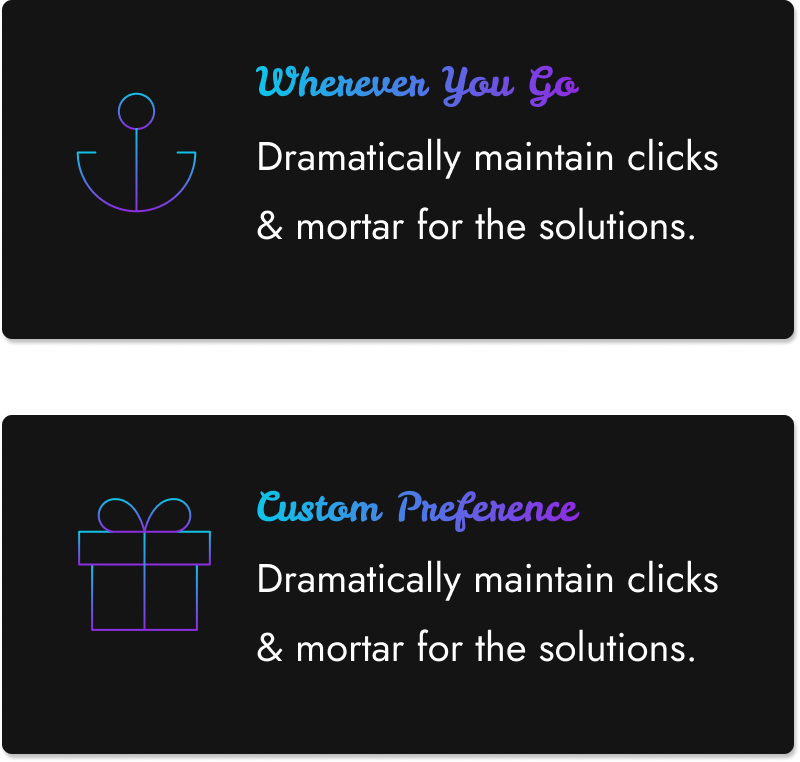 Wherever You Go
Dramatically maintain clicks
& mortar for the solutions.
Custom Preference
Dramatically maintain clicks
& mortar for the solutions.